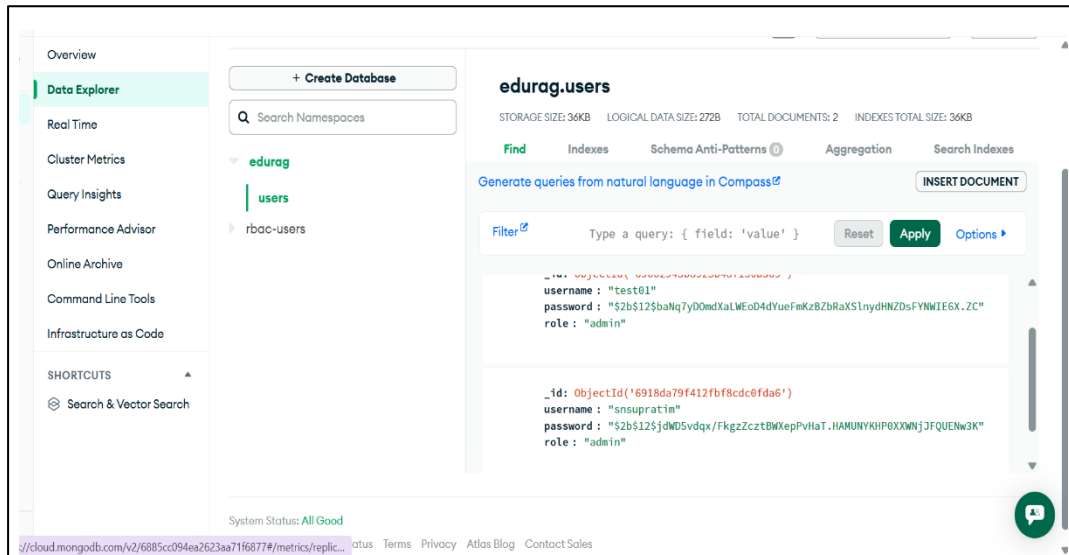 Overview
Data Explorer
Real Time
Cluster Metrics
Query Insights
Performance Advisor
Online Archive
Command Line Tools
Infrastructure as Code
SHORTCUTS
Search & Vector Search
+ Create Database
Search Namespaces
edurag
users
rbac-users
edurag.users
STORAGE SIZE: 36KB LOGICAL DATA SIZE: 272B TOTAL DOCUMENTS: 2 INDEXES TOTAL SIZE: 36KB
Find Indexes Schema Anti-Patterns 0 Aggregation Search Indexes
Generate queries from natural language in Compass
INSERT DOCUMENT
Filter Type a query: { field: 'value' } Reset Apply Options
username : "test01"
password : "$2b$12$baNq7yDOmdXaLWEoD4dYueFmKzBZbRaXSlnydHNZDsFYNWIE6X.ZC"
role : "admin"
_id: ObjectId('6918da79f412fbf8cdc0fda6')
username : "snsupratim"
password : "$2b$12$jdWD5vdqx/FkgzZcztBWXepPvHaT.HAMUNYKHP0XXWNjJFQUENw3K"
role : "admin"
System Status: All Good
://cloud.mongodb.com/v2/6885cc094ea2623aa71f6877#/metrics/replic... atus Terms Privacy Atlas Blog Contact Sales